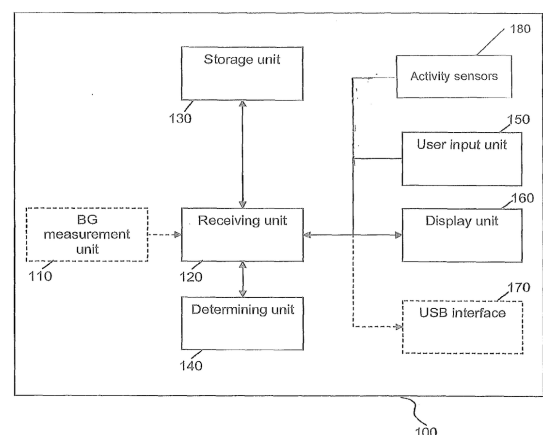 180
Storage unit
Activity sensors
130
150
User input unit
160
BG
measurement
unit
Receiving unit
Display unit
110
120
170
Determining unit
USB interface
140
100